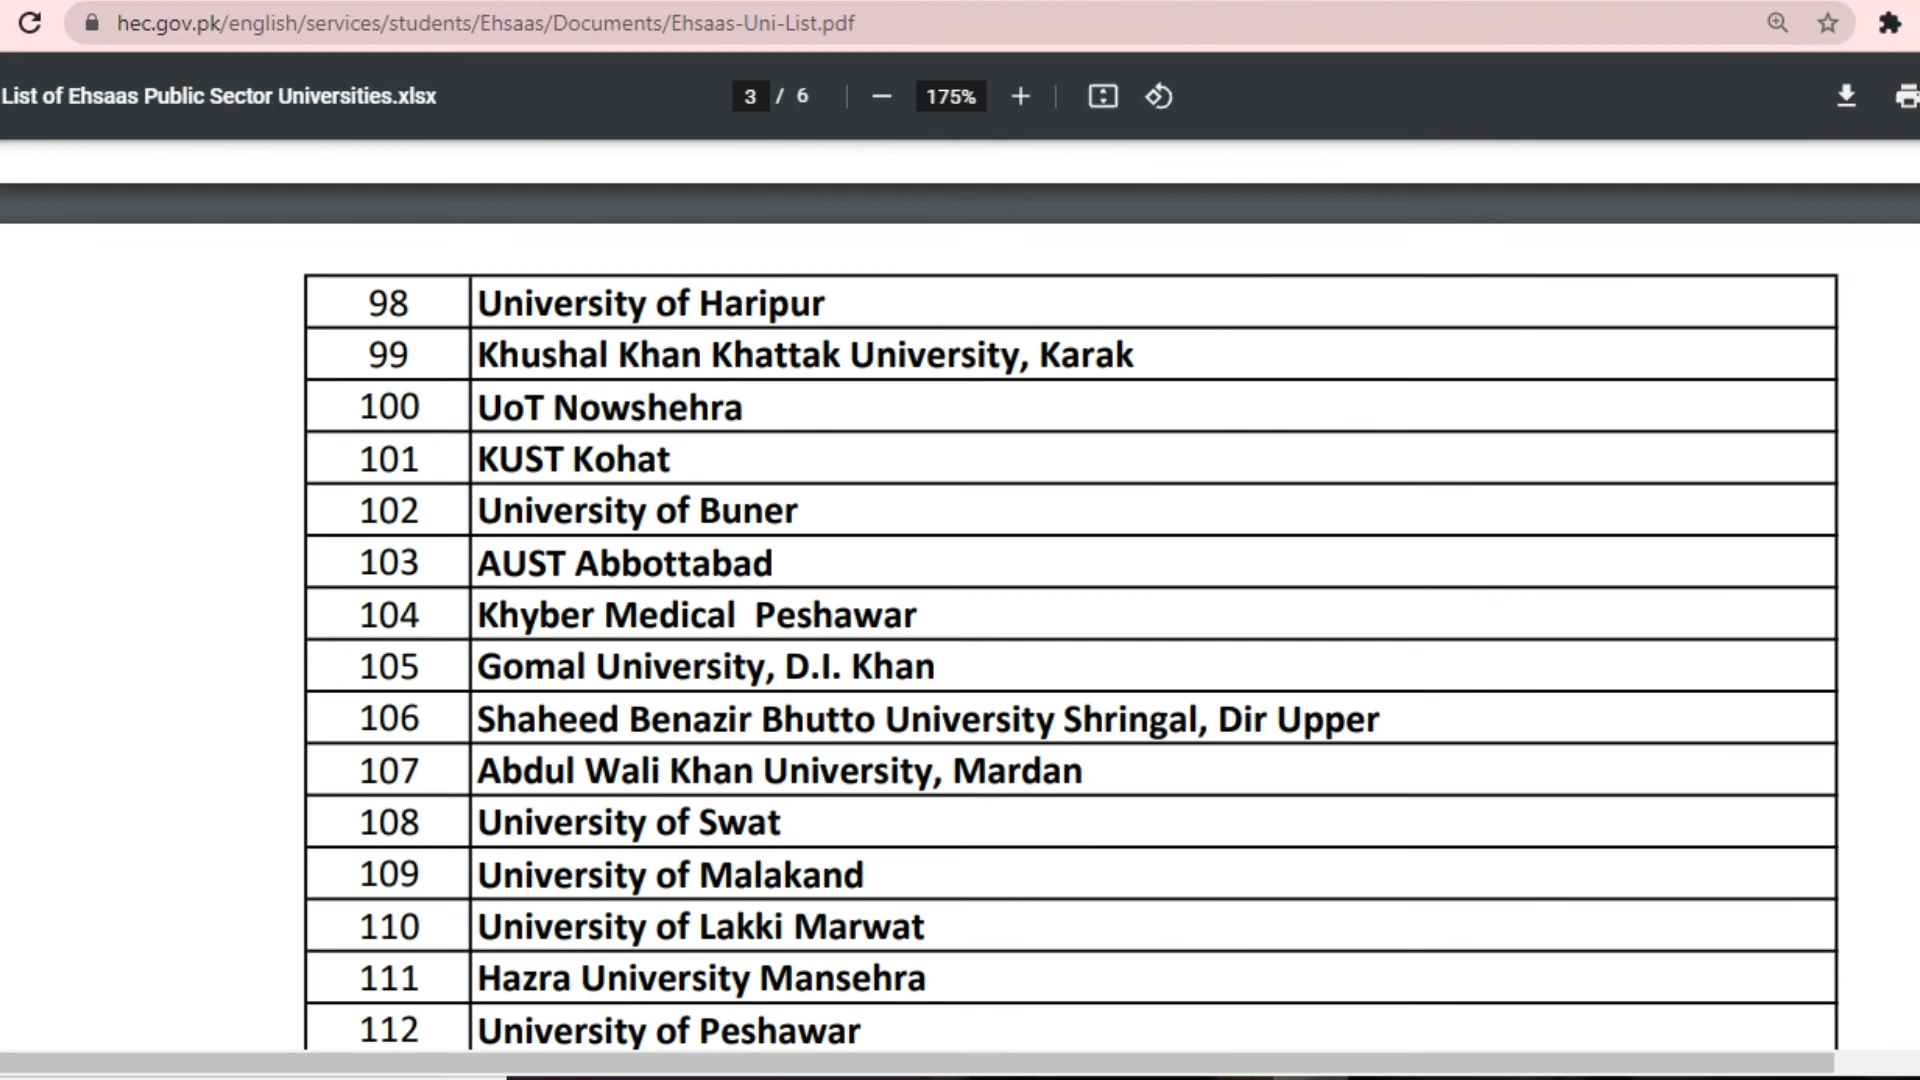 hec.gov.pk/english/services/students/Ehsaas/Documents/Ehsaas-Uni-List.pdf
List of Ehsaas Public Sector Universities.xlsx 3 / 6 175%
98 University of Haripur
99 Khushal Khan Khattak University, Karak
100 UoT Nowshehra
101 KUST Kohat
102 University of Buner
103 AUST Abbottabad
104 Khyber Medical  Peshawar
105 Gomal University, D.I. Khan
106 Shaheed Benazir Bhutto University Shringal, Dir Upper
107 Abdul Wali Khan University, Mardan
108 University of Swat
109 University of Malakand
110 University of Lakki Marwat
111 Hazra University Mansehra
112 University of Peshawar